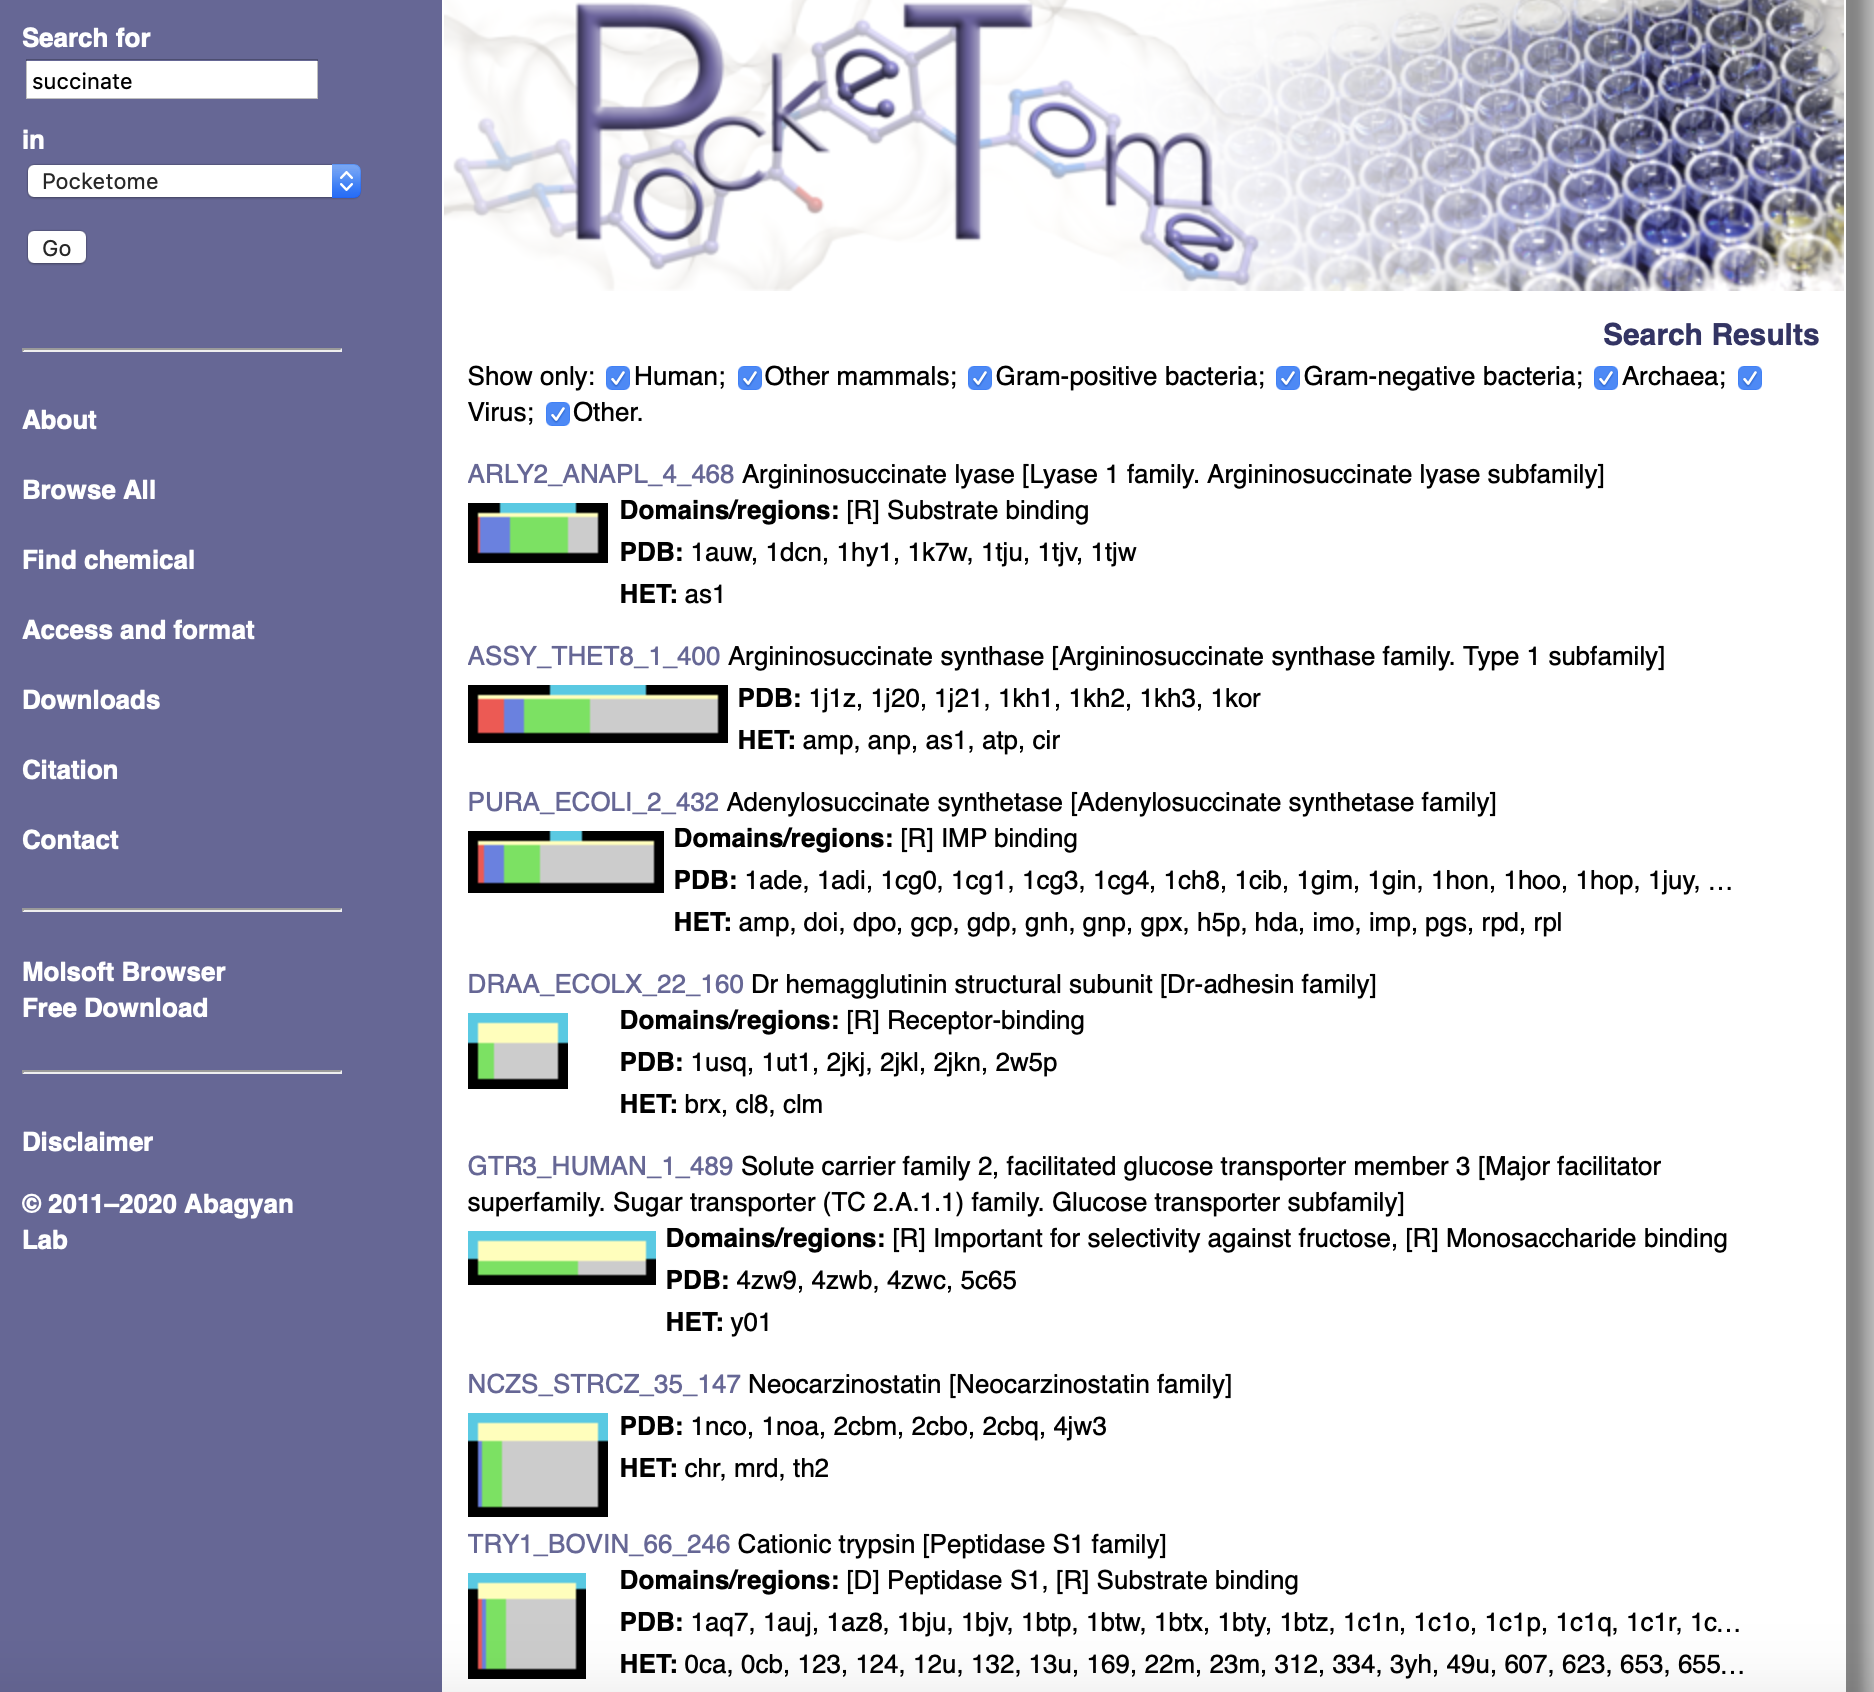 Search for
succinate
in
Pocketome
Go
About
Browse All
Find chemical
Access and format
Downloads
Citation
Contact
Molsoft Browser
Free Download
Disclaimer
© 2011–2020 Abagyan
Lab
PockeTome
Search Results
Show only: Human; Other mammals; Gram-positive bacteria; Gram-negative bacteria; Archaea;
Virus; Other.
ARLY2_ANAPL_4_468 Argininosuccinate lyase [Lyase 1 family. Argininosuccinate lyase subfamily]
Domains/regions: [R] Substrate binding
PDB: 1auw, 1dcn, 1hy1, 1k7w, 1tju, 1tjv, 1tjw
HET: as1
ASSY_THET8_1_400 Argininosuccinate synthase [Argininosuccinate synthase family. Type 1 subfamily]
PDB: 1j1z, 1j20, 1j21, 1kh1, 1kh2, 1kh3, 1kor
HET: amp, anp, as1, atp, cir
PURA_ECOLI_2_432 Adenylosuccinate synthetase [Adenylosuccinate synthetase family]
Domains/regions: [R] IMP binding
PDB: 1ade, 1adi, 1cg0, 1cg1, 1cg3, 1cg4, 1ch8, 1cib, 1gim, 1gin, 1hon, 1hoo, 1hop, 1juy, ...
HET: amp, doi, dpo, gcp, gdp, gnh, gnp, gpx, h5p, hda, imo, imp, pgs, rpd, rpl
DRAA_ECOLX_22_160 Dr hemagglutinin structural subunit [Dr-adhesin family]
Domains/regions: [R] Receptor-binding
PDB: 1usq, 1ut1, 2jkj, 2jkl, 2jkn, 2w5p
HET: brx, cl8, clm
GTR3_HUMAN_1_489 Solute carrier family 2, facilitated glucose transporter member 3 [Major facilitator
superfamily. Sugar transporter (TC 2.A.1.1) family. Glucose transporter subfamily]
Domains/regions: [R] Important for selectivity against fructose, [R] Monosaccharide binding
PDB: 4zw9, 4zwb, 4zwc, 5c65
HET: y01
NCZS_STRCZ_35_147 Neocarzinostatin [Neocarzinostatin family]
PDB: 1nco, 1noa, 2cbm, 2cbo, 2cbq, 4jw3
HET: chr, mrd, th2
TRY1_BOVIN_66_246 Cationic trypsin [Peptidase S1 family]
Domains/regions: [D] Peptidase S1, [R] Substrate binding
PDB: 1aq7, 1auj, 1az8, 1bju, 1bjv, 1btp, 1btw, 1btx, 1bty, 1btz, 1c1n, 1c1o, 1c1p, 1c1q, 1c1r, 1c...
HET: 0ca, 0cb, 123, 124, 12u, 132, 13u, 169, 22m, 23m, 312, 334, 3yh, 49u, 607, 623, 653, 655...